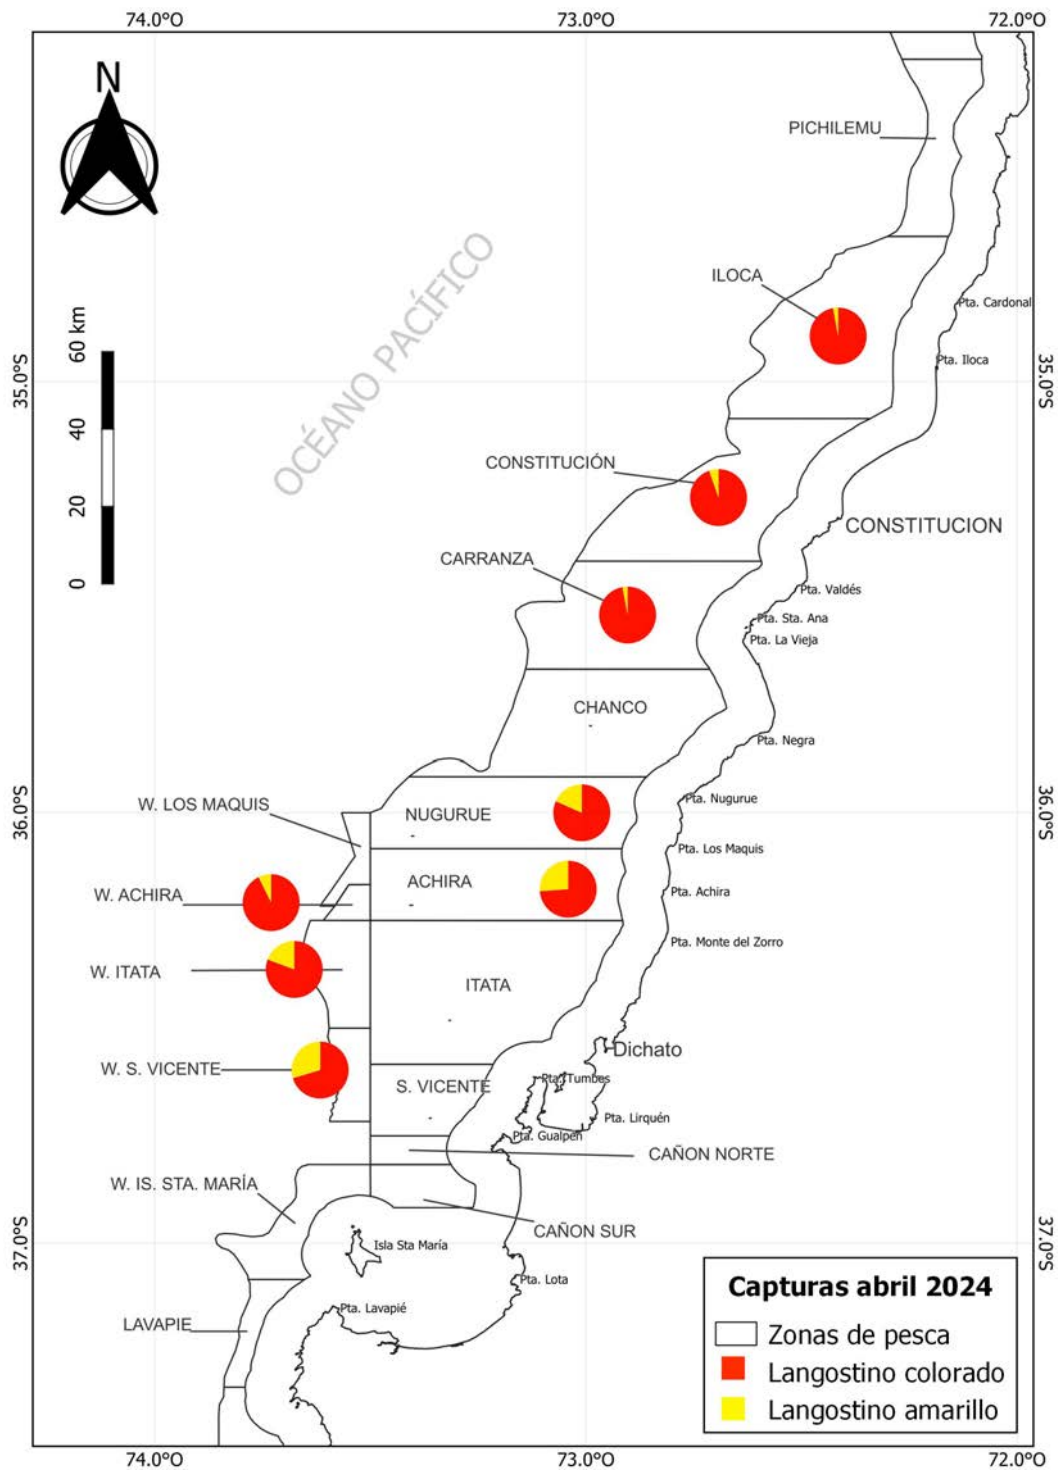 74.0°O
73.0°O
72.0°O
N
PICHILEMU
OCÉANO PACÍFICO
ILOCA
Pta. Cardonal
60 km
40
20
0
35.0°S
35.0°S
Pta. Iloca
CONSTITUCIÓN
CONSTITUCION
CARRANZA
Pta. Valdés
Pta. Sta. Ana
Pta. La Vieja
CHANCO
Pta. Negra
W. LOS MAQUIS
NUGURUE
Pta. Nugurue
36.0°S
36.0°S
Pta. Los Maquis
W. ACHIRA
ACHIRA
Pta. Achira
Pta. Monte del Zorro
W. ITATA
ITATA
Dichato
W. S. VICENTE
S. VICENTE
Pta. Tumbes
Pta. Lirquén
Pta. Gualpen
CAÑON NORTE
W. IS. STA. MARÍA
CAÑON SUR
37.0°S
37.0°S
Isla Sta María
Pta. Lota
Pta. Lavapié
LAVAPIE
Capturas abril 2024
Zonas de pesca
Langostino colorado
Langostino amarillo
74.0°O
73.0°O
72.0°O